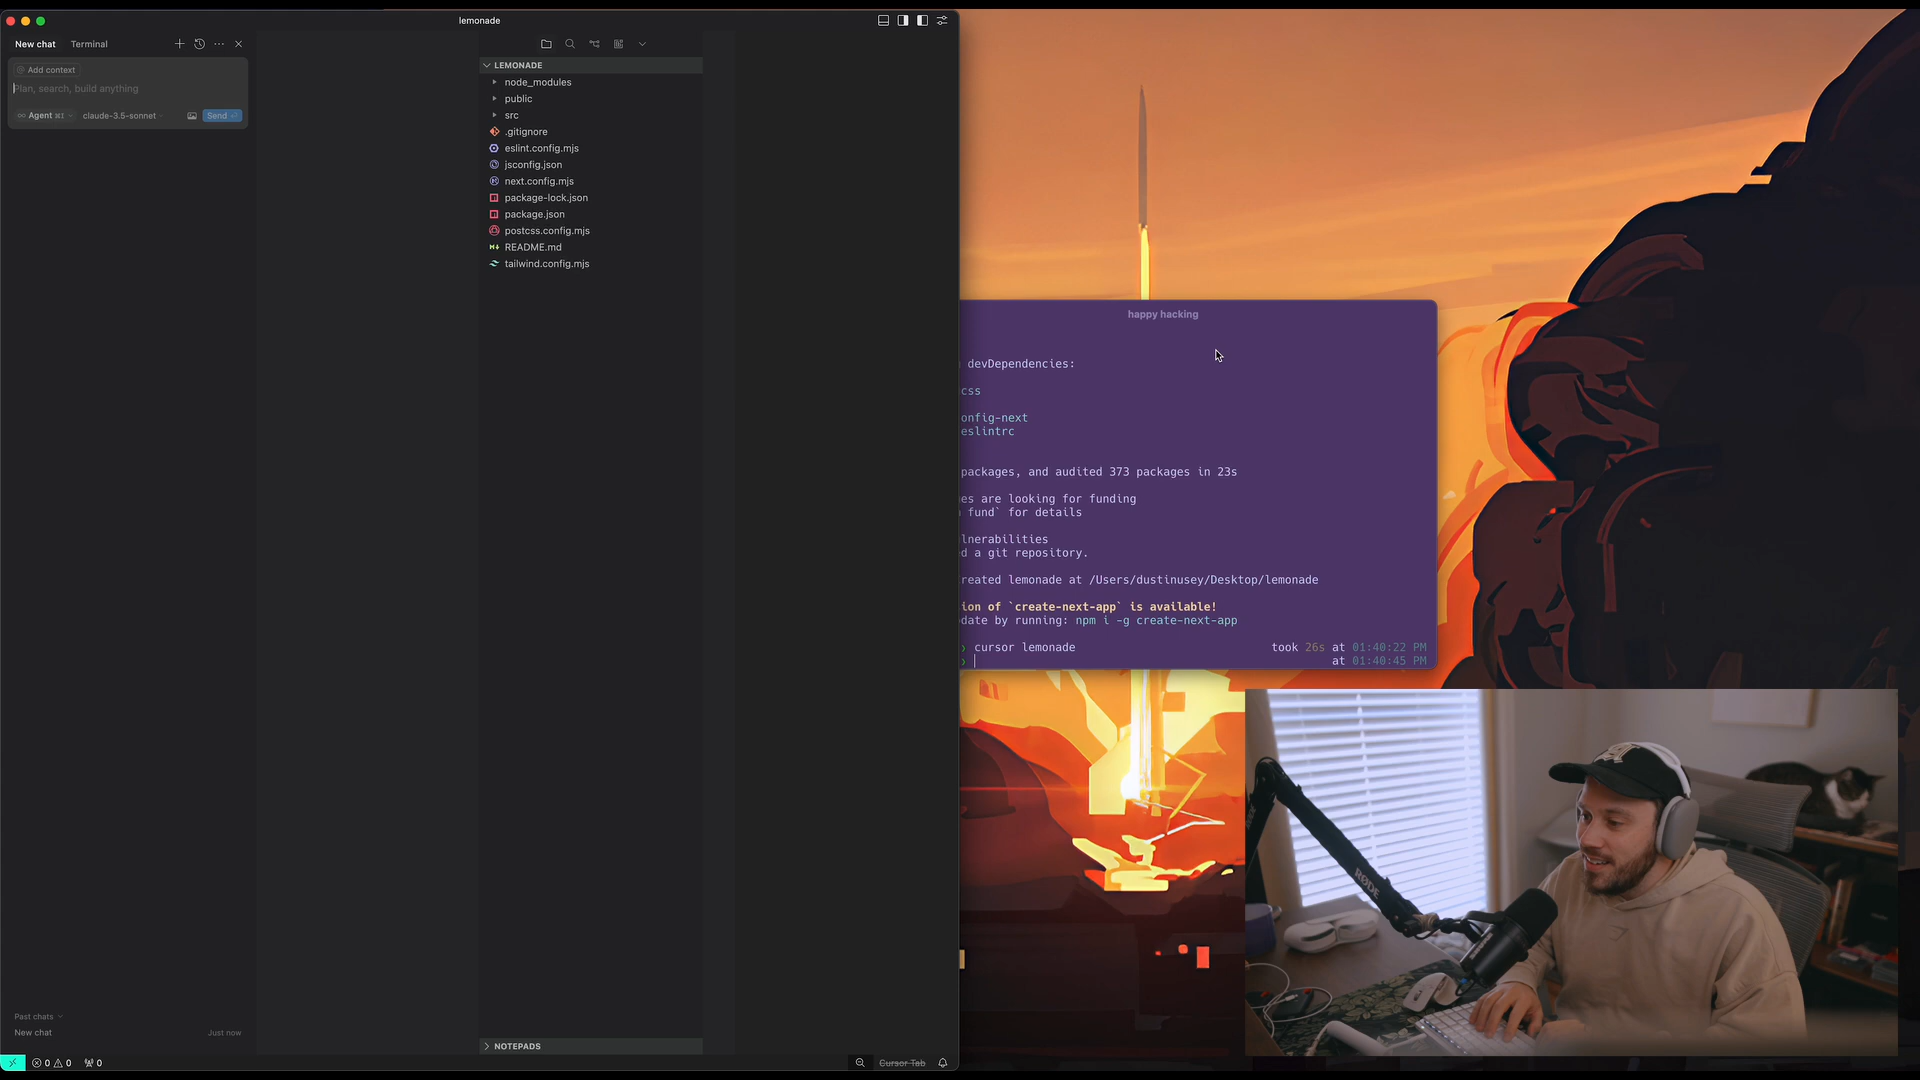 lemonade
New chat
Terminal
Add context
Plan, search, build anything
Agent ⌘I
claude-3.5-sonnet
Send
LEMONADE
node_modules
public
src
.gitignore
eslint.config.mjs
jsconfig.json
next.config.mjs
package-lock.json
package.json
postcss.config.mjs
README.md
tailwind.config.mjs
Past chats
New chat
Just now
NOTEPADS
0 0 0
Cursor Tab
happy hacking
devDependencies:
css
onfig-next
eslintrc
packages, and audited 373 packages in 23s
es are looking for funding
fund` for details
lnerabilities
d a git repository.
reated lemonade at /Users/dustinusey/Desktop/lemonade
ion of `create-next-app` is available!
date by running: npm i -g create-next-app
❯ cursor lemonade took 26s at 01:40:22 PM
❯ at 01:40:45 PM
RØDE